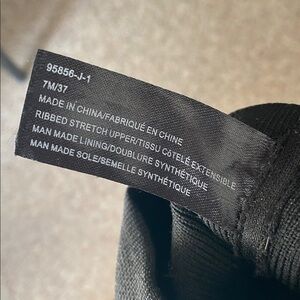 95856-J-1
7M/37
MADE IN CHINA/FABRIQUÉ EN CHINE
RIBBED STRETCH UPPER/TISSU CôTELÉ EXTENSIBLE
MAN MADE LINING/DOUBLURE SYNTHÉTIQUE
MAN MADE SOLE/SEMELLE SYNTHÉTIQUE